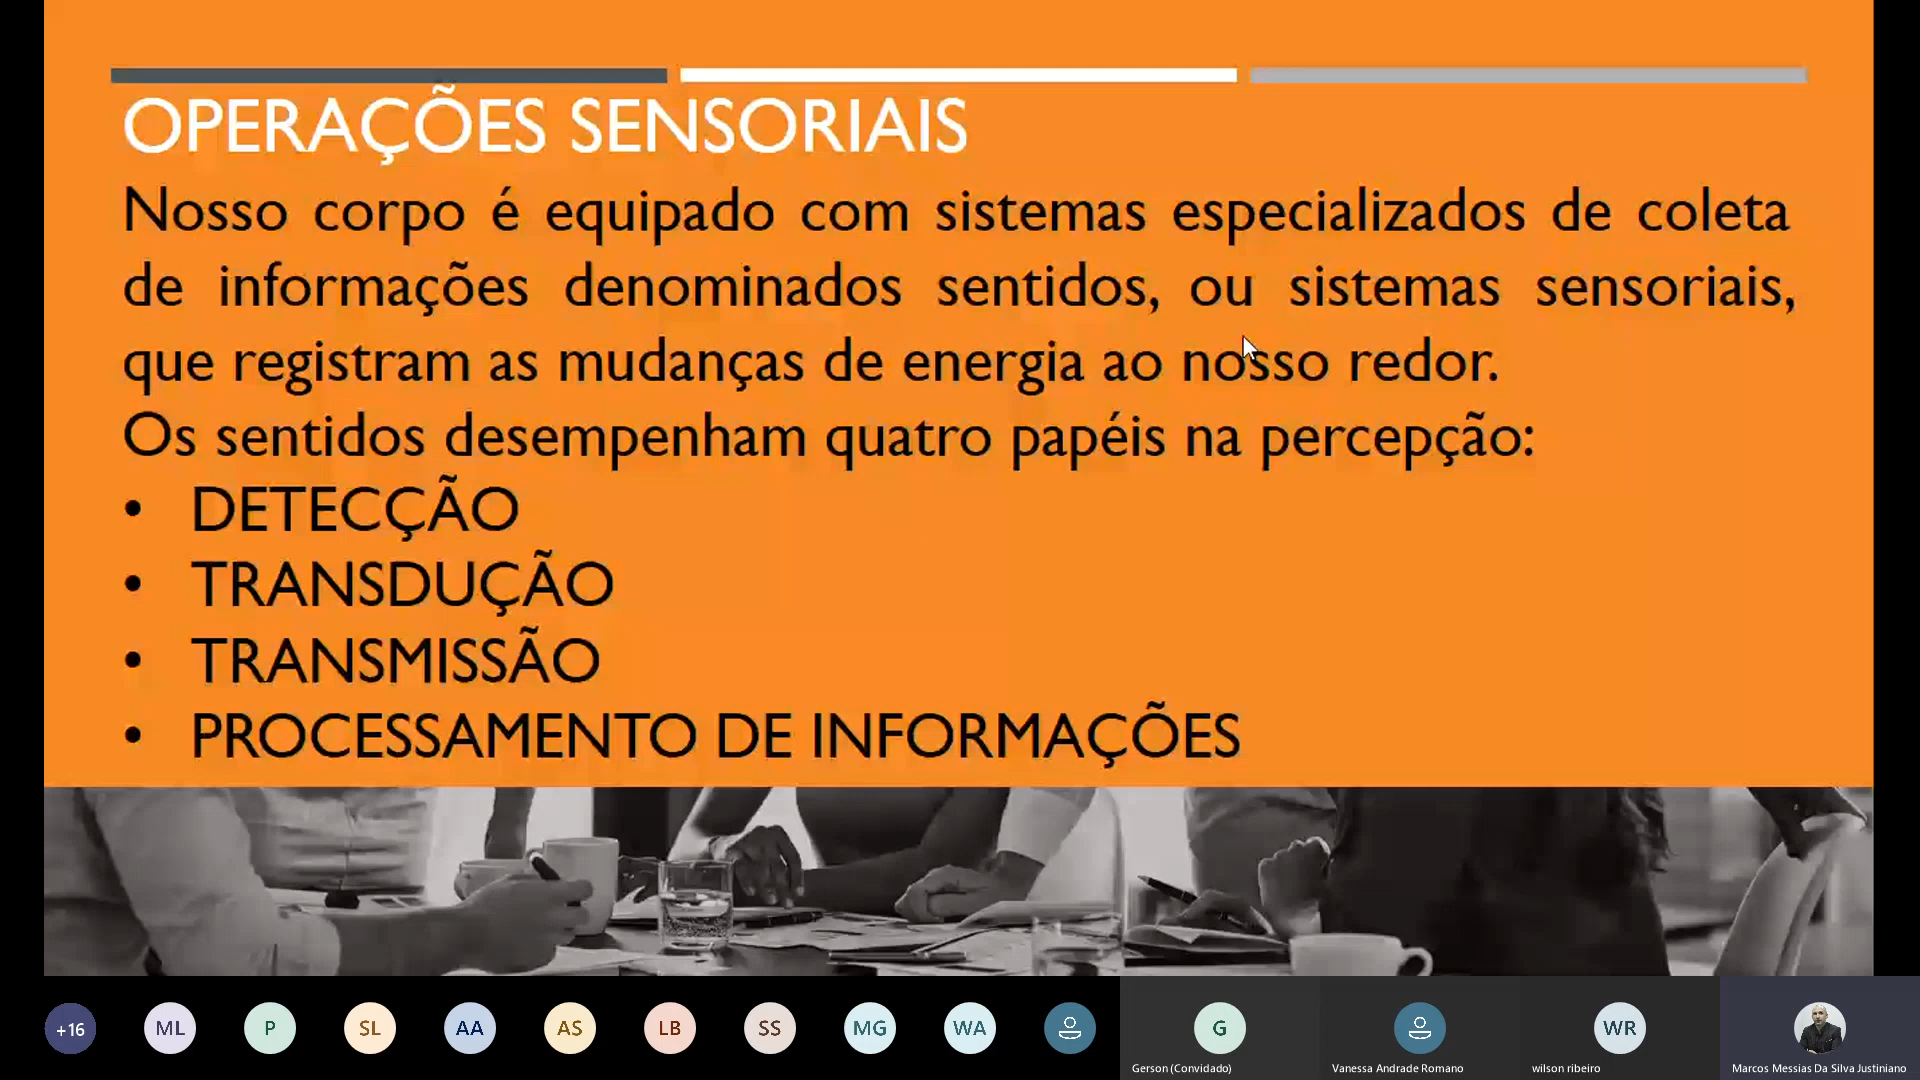 OPERAÇÕES SENSORIAIS
Nosso corpo é equipado com sistemas especializados de coleta
de informações denominados sentidos, ou sistemas sensoriais,
que registram as mudanças de energia ao nosso redor.
Os sentidos desempenham quatro papéis na percepção:
• DETECÇÃO
• TRANSDUÇÃO
• TRANSMISSÃO
• PROCESSAMENTO DE INFORMAÇÕES
+16 ML P SL AA AS LB SS MG WA G WR
Gerson (Convidado) Vanessa Andrade Romano wilson ribeiro Marcos Messias Da Silva Justiniano